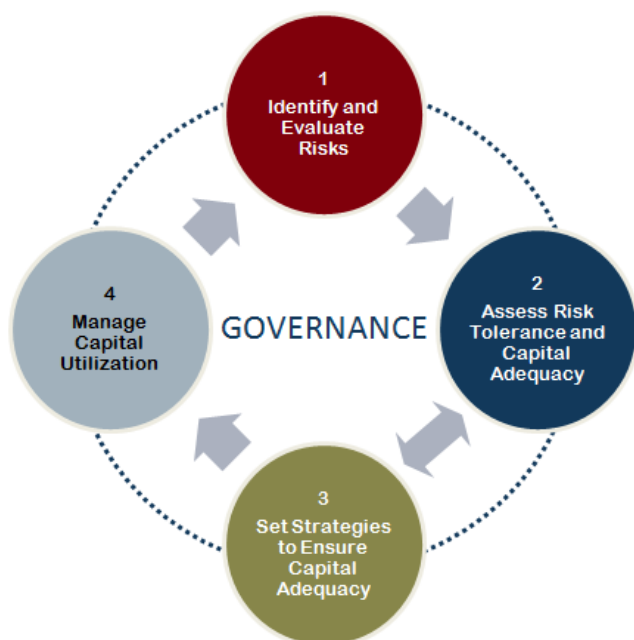 1
Identify and
Evaluate
Risks
2
Assess Risk
Tolerance and
Capital
Adequacy
3
Set Strategies
to Ensure
Capital
Adequacy
4
Manage
Capital
Utilization
GOVERNANCE